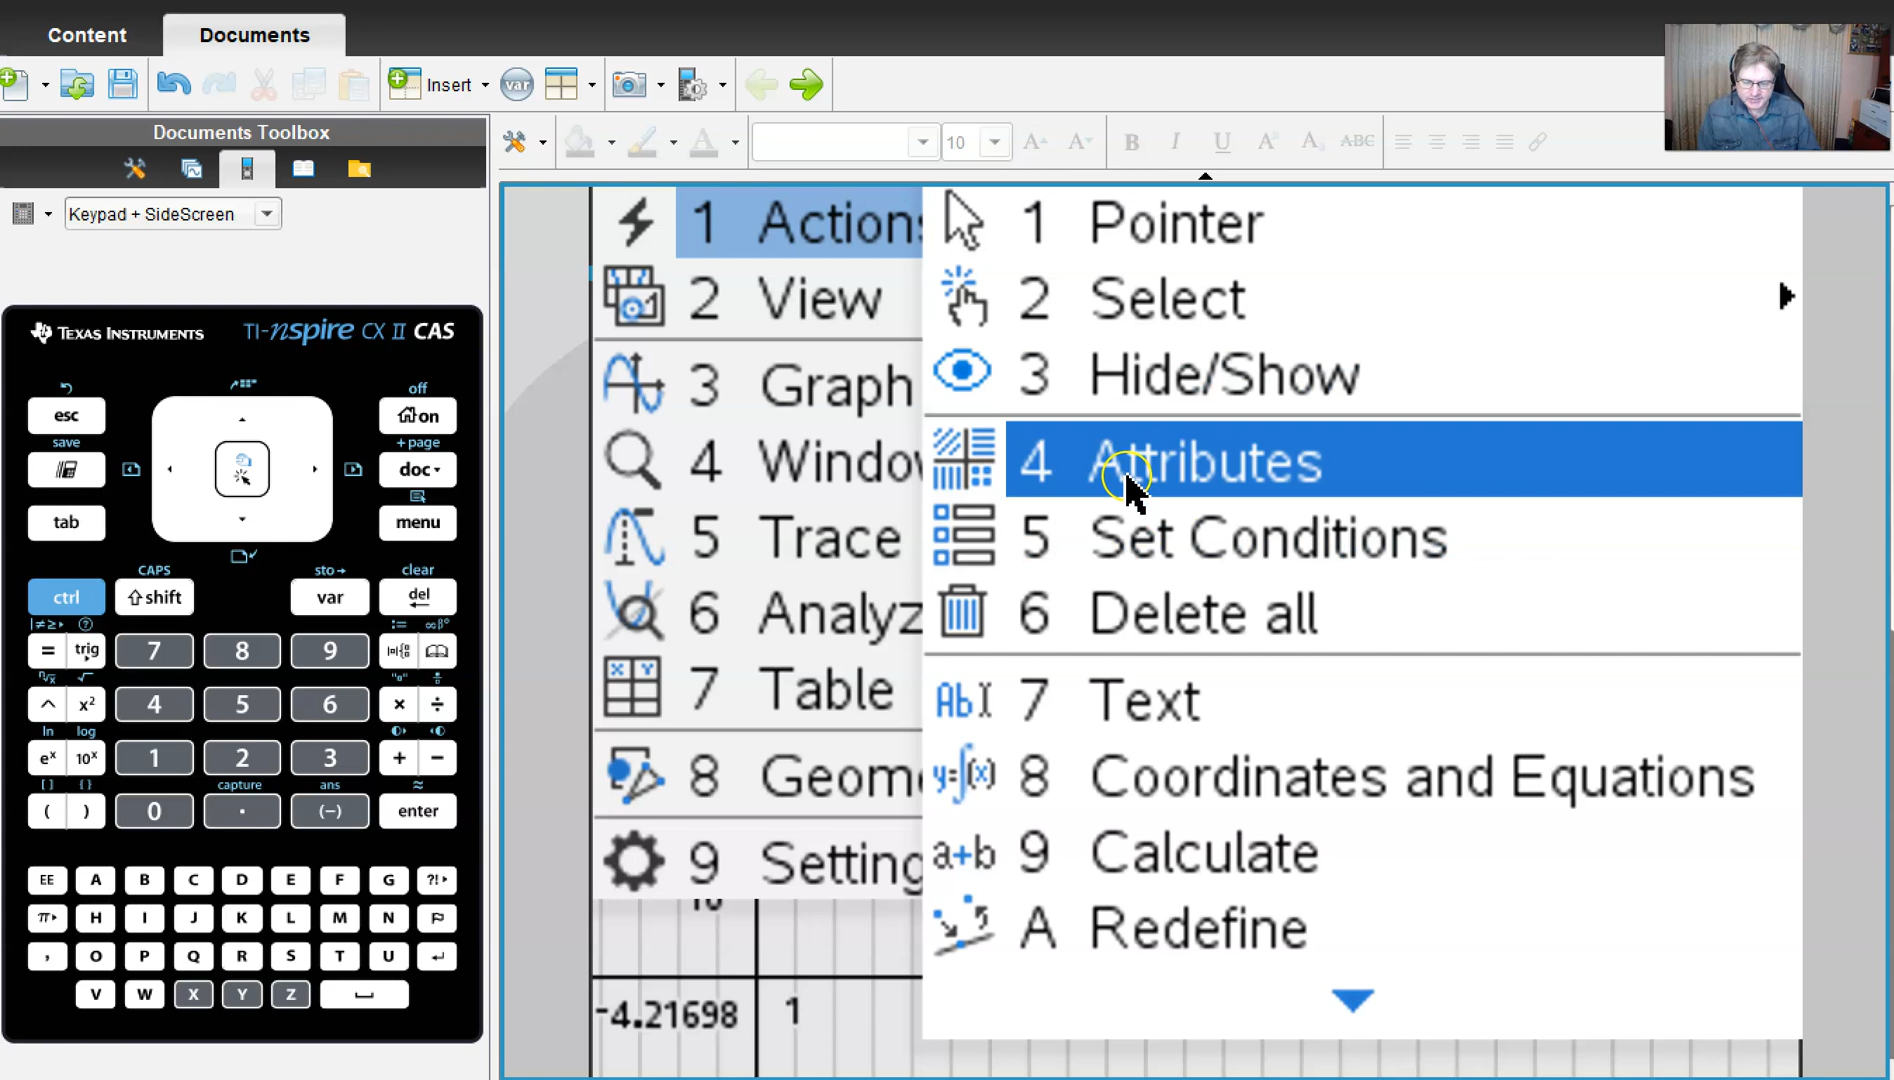 Content
Documents
Insert
var
Documents Toolbox
10
A
B
I
U
A
A
ABC
Keypad + SideScreen
TEXAS INSTRUMENTS TI-nspire CX II CAS
off
esc
on
save
+ page
doc
tab
menu
CAPS
sto→
clear
ctrl
shift
var
del
|≠≥▸
?
:=
∞β°
=
trig
7
8
9
ⁿ√x
√
"□"
^
x²
4
5
6
×
÷
ln
log
eˣ
10ˣ
1
2
3
+
−
[ ]
{ }
capture
ans
≈
(
)
0
.
(−)
enter
EE
A
B
C
D
E
F
G
?!▸
π▸
H
I
J
K
L
M
N
,
O
P
Q
R
S
T
U
V
W
X
Y
Z
1 Actions
2 View
3 Graph
4 Window
5 Trace
6 Analyz
7 Table
8 Geome
9 Setting
1 Pointer
2 Select
3 Hide/Show
4 Attributes
5 Set Conditions
6 Delete all
7 Text
8 Coordinates and Equations
9 Calculate
A Redefine
10
-4.21698
1